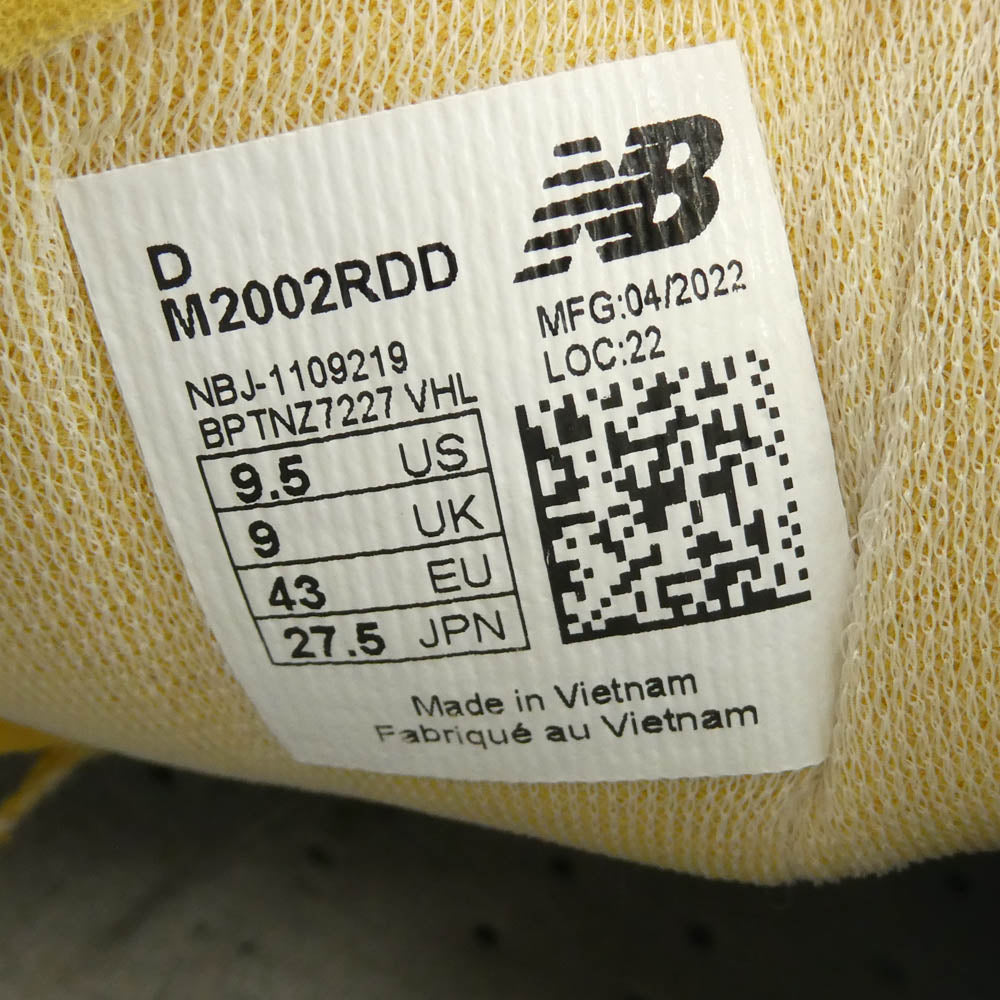 NB
D
M2002RDD
MFG:04/2022
LOC:22
NBJ-1109219
BPTNZ7227 VHL
9.5 US
9 UK
43 EU
27.5 JPN
Made in Vietnam
Fabriqué au Vietnam